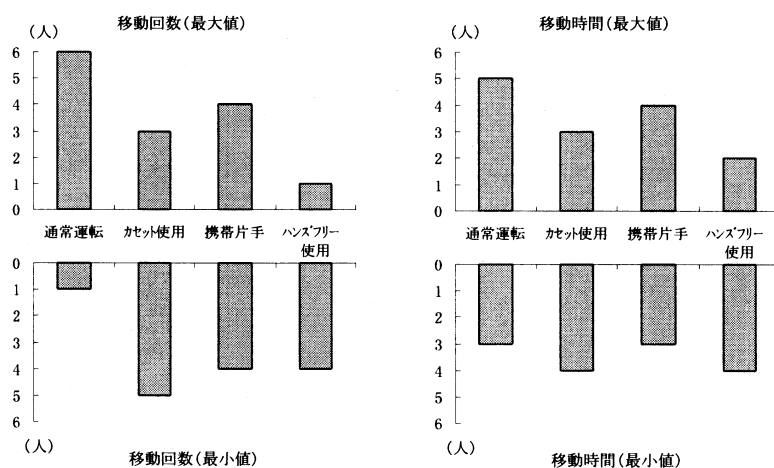 移動回数(最大値)
(人)
6
5
4
3
2
1
0
通常運転 カセット使用 携帯片手 ハンズフリー使用
0
1
2
3
4
5
6
(人)
移動回数(最小値)
移動時間(最大値)
(人)
6
5
4
3
2
1
0
通常運転 カセット使用 携帯片手 ハンズフリー使用
0
1
2
3
4
5
6
(人)
移動時間(最小値)